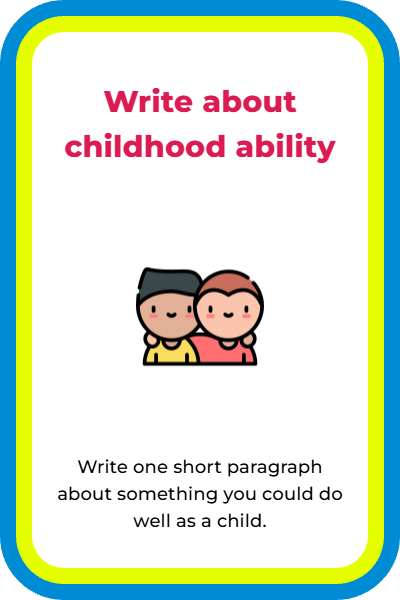 Write about
childhood ability
Write one short paragraph
about something you could do
well as a child.